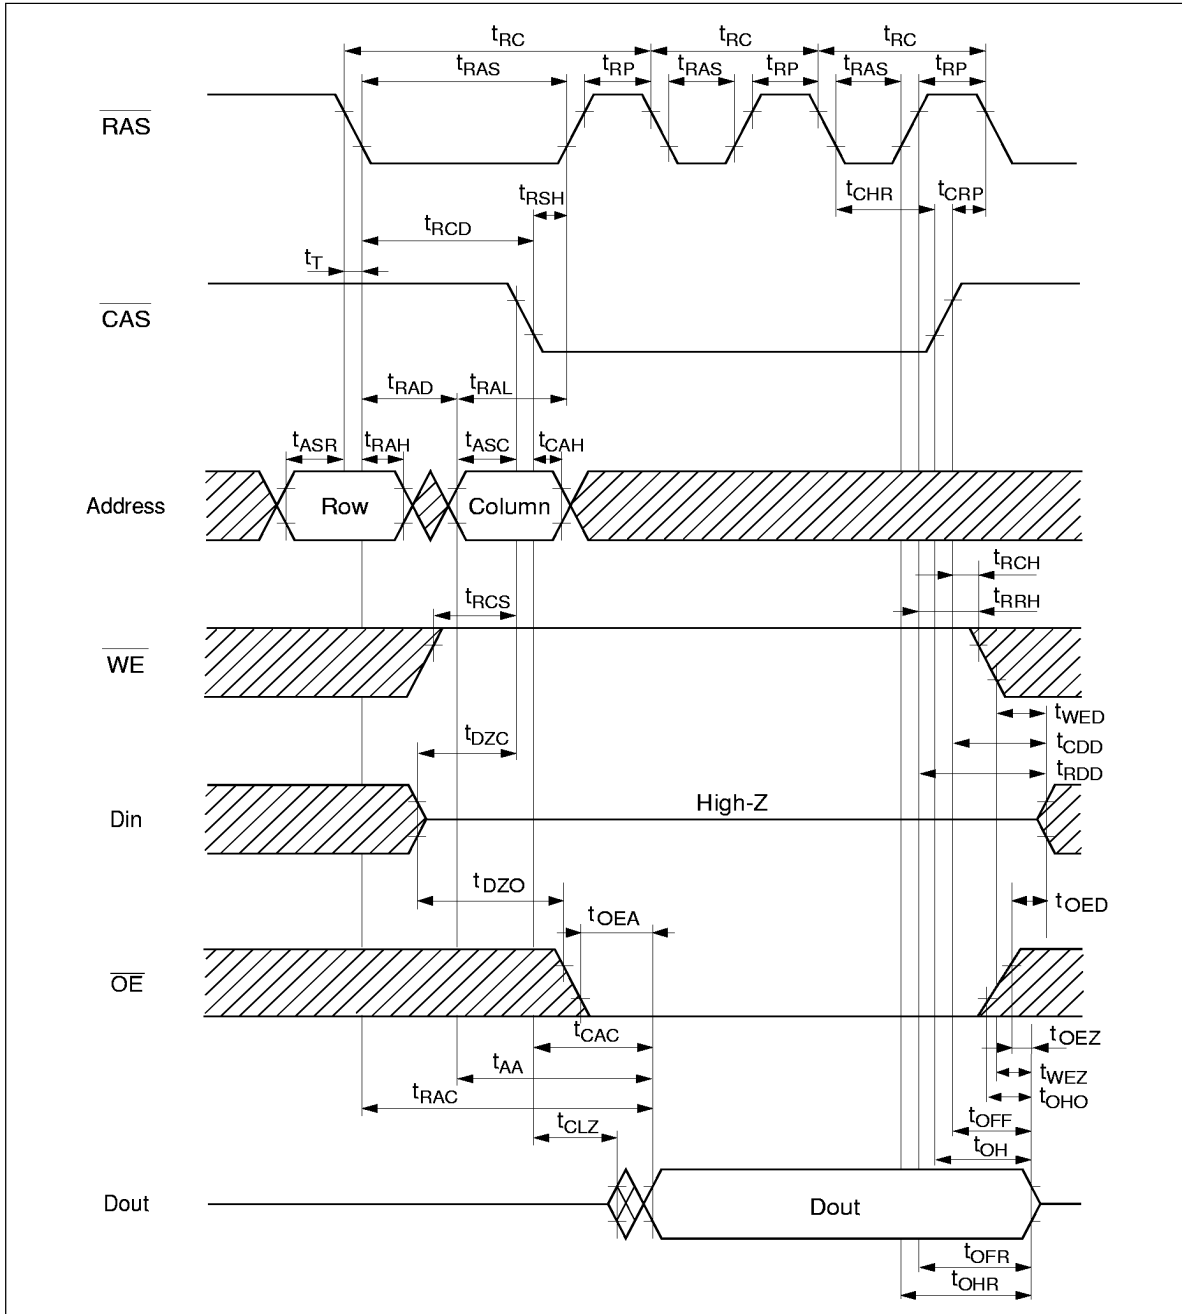 tRC tRC tRC
tRAS tRP tRAS tRP tRAS tRP
RAS
tRSH tCHR tCRP
tRCD
tT
CAS
tRAD tRAL
tASR tRAH tASC tCAH
Address Row Column
tRCH
tRCS tRRH
WE
tWED
tDZC tCDD
tRDD
Din High-Z
tDZO
tOEA tOED
OE
tCAC tOEZ
tAA tWEZ
tRAC tOHO
tCLZ tOFF
tOH
Dout Dout
tOFR
tOHR